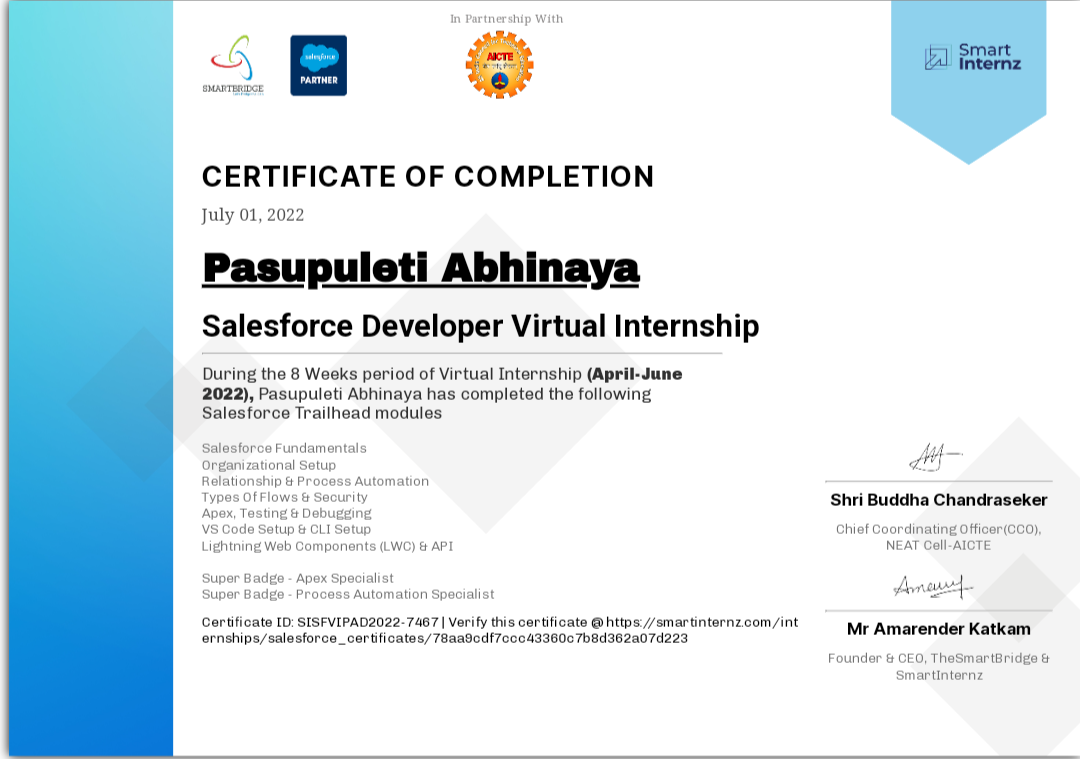 In Partnership With
SMARTBRIDGE
salesforce
PARTNER
AICTE
Smart
Internz
CERTIFICATE OF COMPLETION
July 01, 2022
Pasupuleti Abhinaya
Salesforce Developer Virtual Internship
During the 8 Weeks period of Virtual Internship (April-June
2022), Pasupuleti Abhinaya has completed the following
Salesforce Trailhead modules
Salesforce Fundamentals
Organizational Setup
Relationship & Process Automation
Types Of Flows & Security
Apex, Testing & Debugging
VS Code Setup & CLI Setup
Lightning Web Components (LWC) & API
Super Badge - Apex Specialist
Super Badge - Process Automation Specialist
Certificate ID: SISFVIPAD2022-7467 | Verify this certificate @ https://smartinternz.com/int
ernships/salesforce_certificates/78aa9cdf7ccc43360c7b8d362a07d223
Shri Buddha Chandraseker
Chief Coordinating Officer(CCO),
NEAT Cell-AICTE
Mr Amarender Katkam
Founder & CEO, TheSmartBridge &
SmartInternz